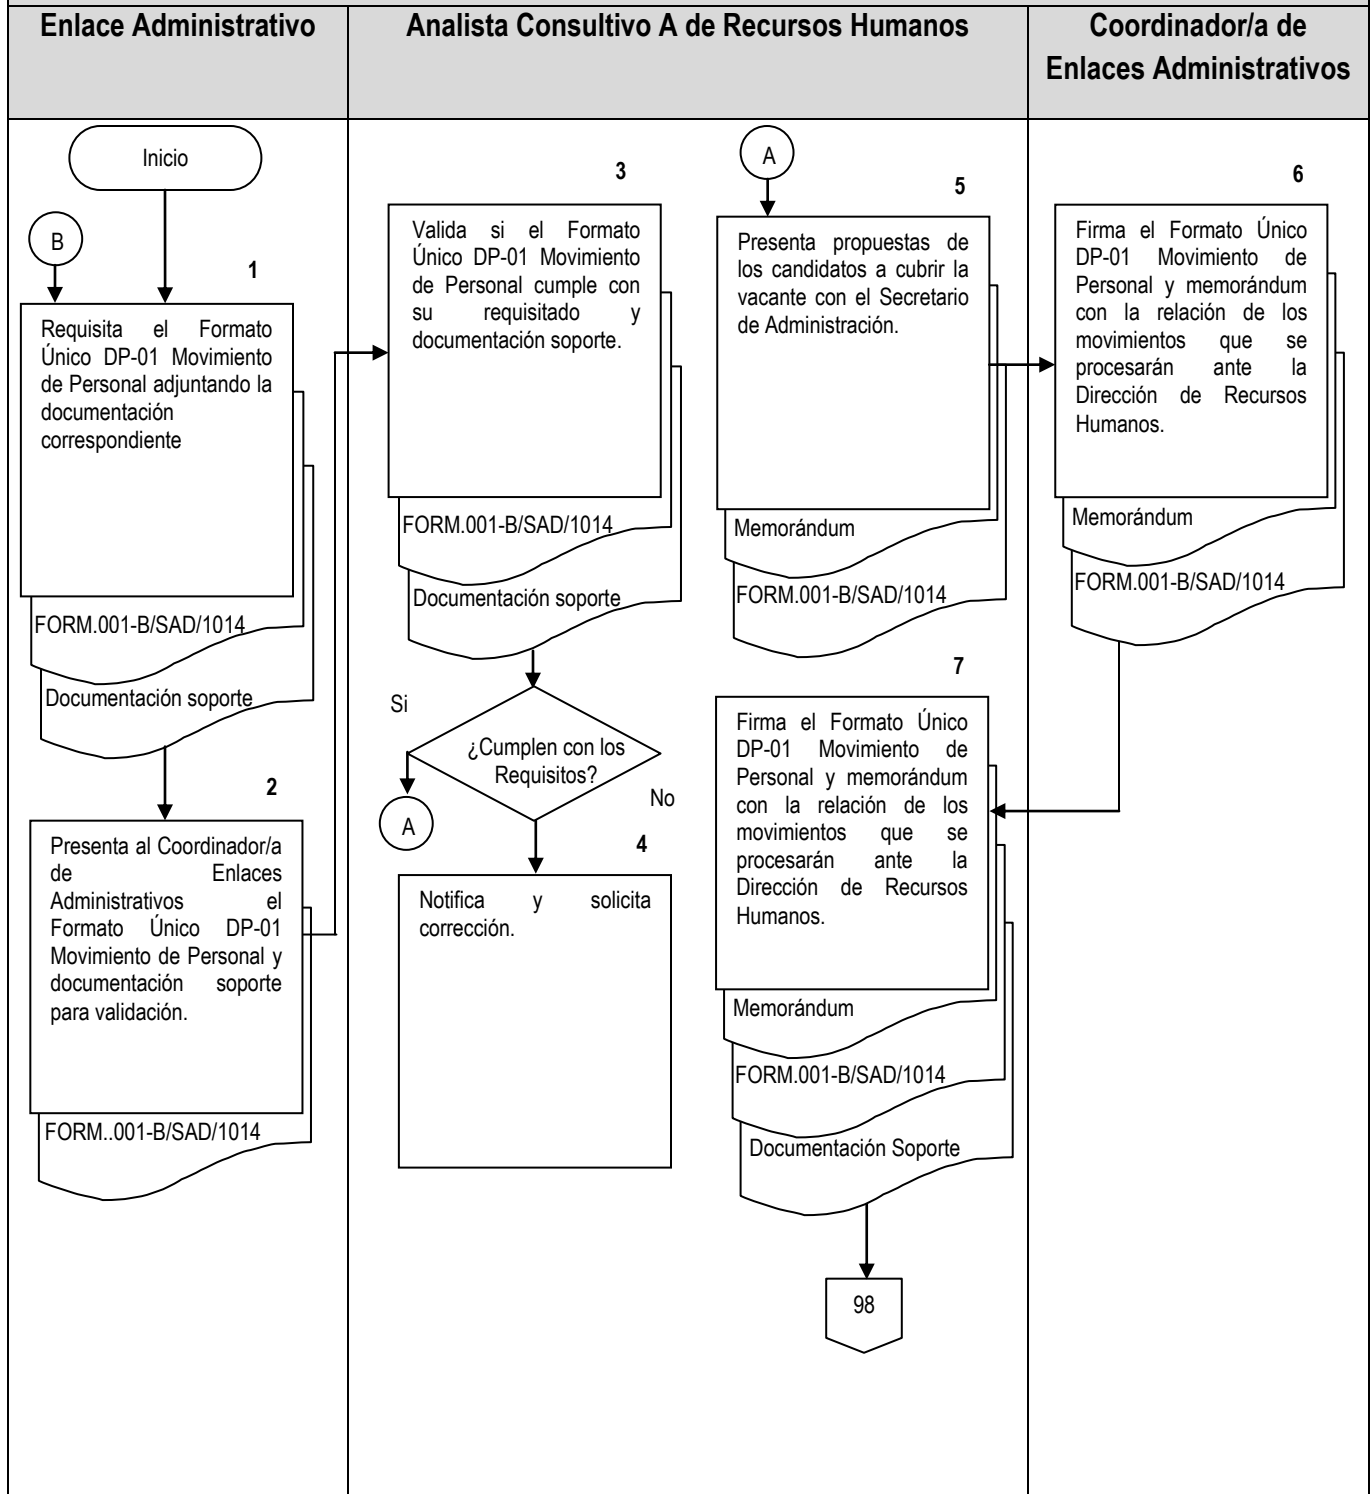 Enlace Administrativo
Analista Consultivo A de Recursos Humanos
Coordinador/a de
Enlaces Administrativos
Inicio
B
1
Requisita el Formato
Único DP-01 Movimiento
de Personal adjuntando la
documentación
correspondiente
FORM.001-B/SAD/1014
Documentación soporte
2
Presenta al Coordinador/a
de Enlaces
Administrativos el
Formato Único DP-01
Movimiento de Personal y
documentación soporte
para validación.
FORM..001-B/SAD/1014
3
Valida si el Formato
Único DP-01 Movimiento
de Personal cumple con
su requisitado y
documentación soporte.
FORM.001-B/SAD/1014
Documentación soporte
Si
¿Cumplen con los
Requisitos?
No
A
4
Notifica y solicita
corrección.
A
5
Presenta propuestas de
los candidatos a cubrir la
vacante con el Secretario
de Administración.
Memorándum
FORM.001-B/SAD/1014
6
Firma el Formato Único
DP-01 Movimiento de
Personal y memorándum
con la relación de los
movimientos que se
procesarán ante la
Dirección de Recursos
Humanos.
Memorándum
FORM.001-B/SAD/1014
7
Firma el Formato Único
DP-01 Movimiento de
Personal y memorándum
con la relación de los
movimientos que se
procesarán ante la
Dirección de Recursos
Humanos.
Memorándum
FORM.001-B/SAD/1014
Documentación Soporte
98